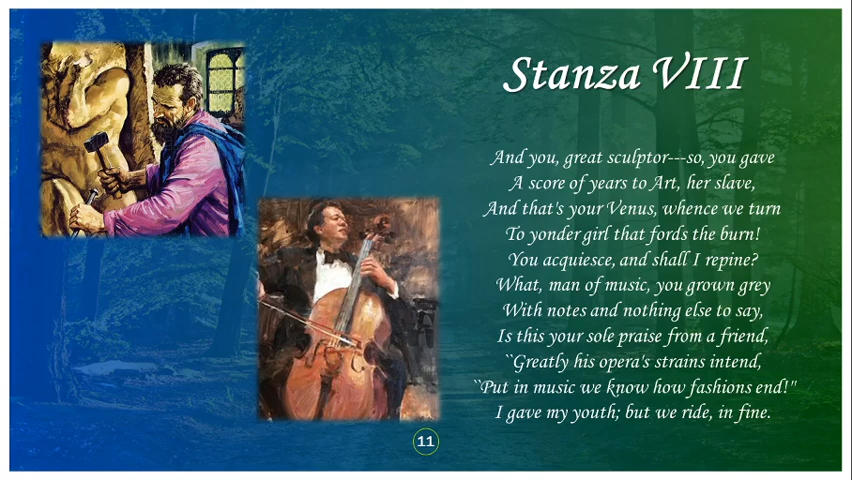 Stanza VIII
And you, great sculptor---so, you gave
A score of years to Art, her slave,
And that's your Venus, whence we turn
To yonder girl that fords the burn!
You acquiesce, and shall I repine?
What, man of music, you grown grey
With notes and nothing else to say,
Is this your sole praise from a friend,
``Greatly his opera's strains intend,
``Put in music we know how fashions end!"
I gave my youth; but we ride, in fine.
11